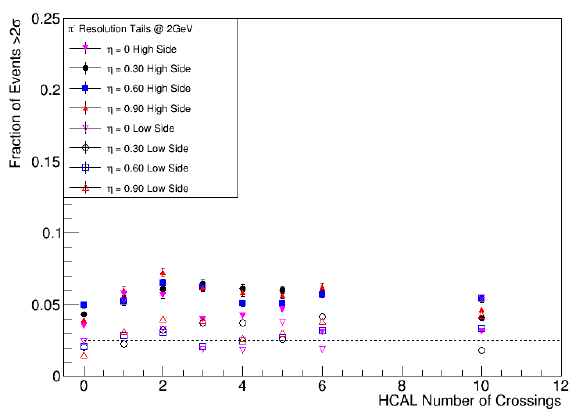 0.25
0.2
0.15
0.1
0.05
0
Fraction of Events >2σ
π⁻ Resolution Tails @ 2GeV
η = 0 High Side
η = 0.30 High Side
η = 0.60 High Side
η = 0.90 High Side
η = 0 Low Side
η = 0.30 Low Side
η = 0.60 Low Side
η = 0.90 Low Side
0 2 4 6 8 10 12
HCAL Number of Crossings